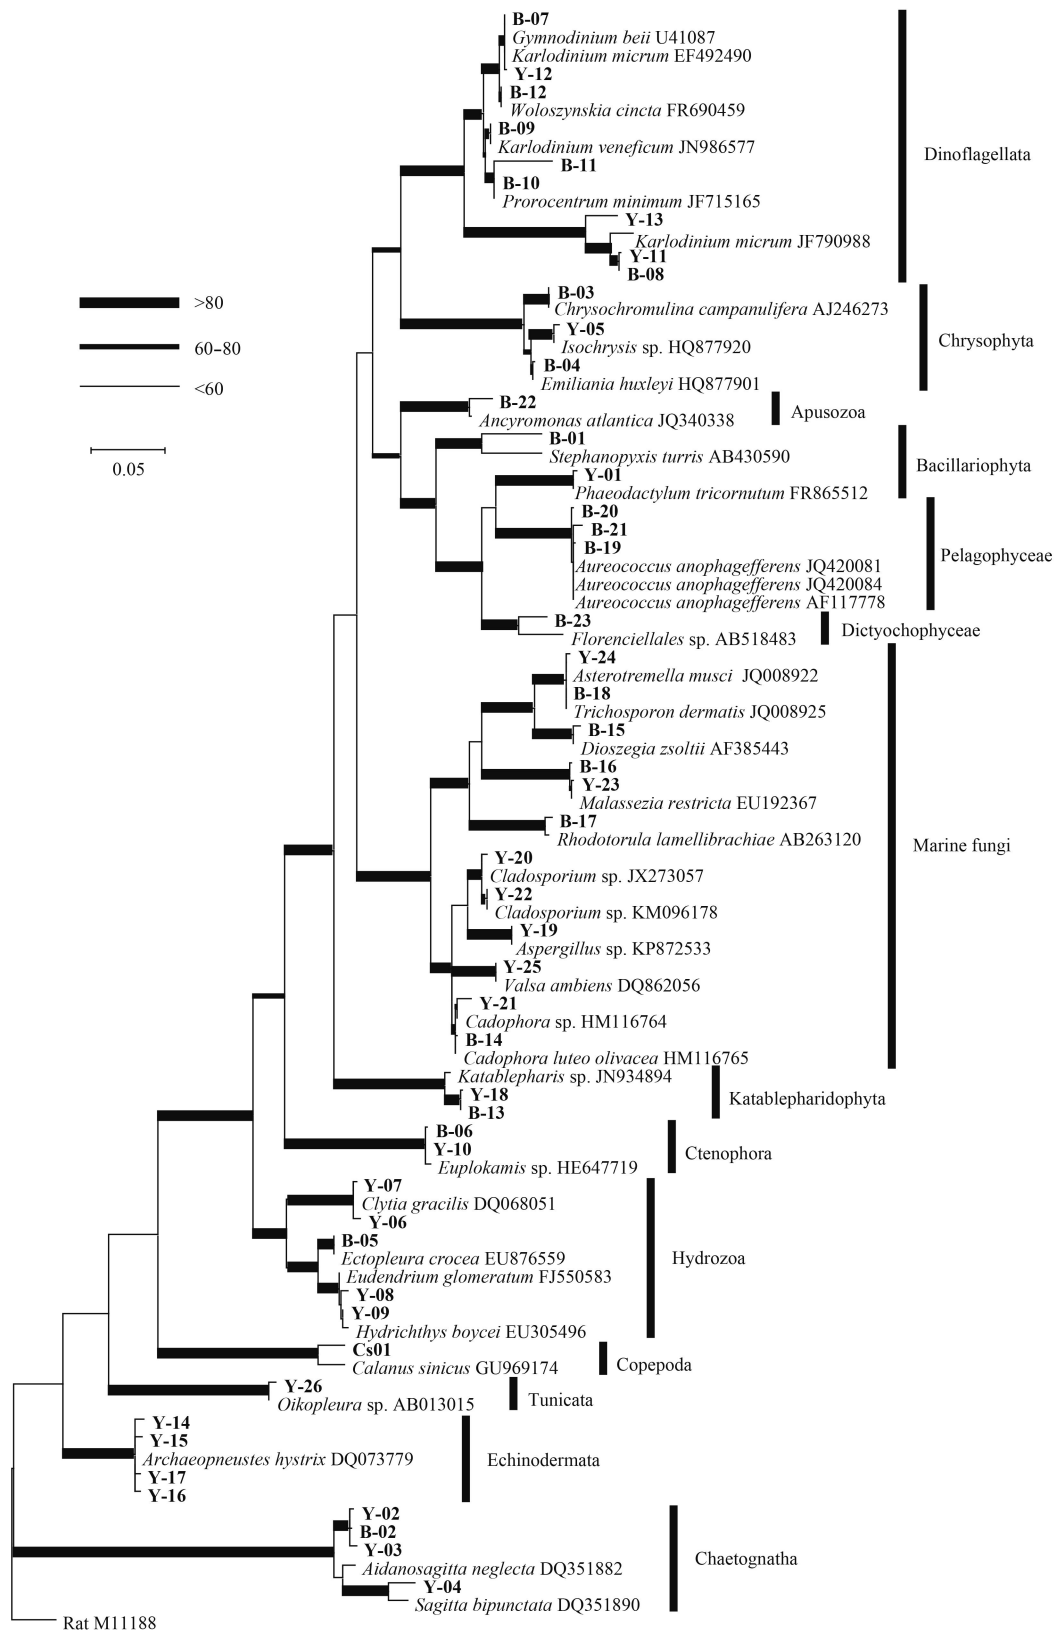 B-07
Gymnodinium beii U41087
Karlodinium micrum EF492490
Y-12
B-12
Woloszynskia cincta FR690459
B-09
Karlodinium veneficum JN986577
B-11
B-10
Prorocentrum minimum JF715165
Y-13
Karlodinium micrum JF790988
Y-11
B-08
Dinoflagellata
>80
60–80
<60
0.05
B-03
Chrysochromulina campanulifera AJ246273
Y-05
Isochrysis sp. HQ877920
B-04
Emiliania huxleyi HQ877901
Chrysophyta
B-22
Ancyromonas atlantica JQ340338
Apusozoa
B-01
Stephanopyxis turris AB430590
Y-01
Phaeodactylum tricornutum FR865512
Bacillariophyta
B-20
B-21
B-19
Aureococcus anophagefferens JQ420081
Aureococcus anophagefferens JQ420084
Aureococcus anophagefferens AF117778
Pelagophyceae
B-23
Florenciellales sp. AB518483
Dictyochophyceae
Y-24
Asterotremella musci JQ008922
B-18
Trichosporon dermatis JQ008925
B-15
Dioszegia zsoltii AF385443
B-16
Y-23
Malassezia restricta EU192367
B-17
Rhodotorula lamellibrachiae AB263120
Y-20
Cladosporium sp. JX273057
Y-22
Cladosporium sp. KM096178
Y-19
Aspergillus sp. KP872533
Y-25
Valsa ambiens DQ862056
Y-21
Cadophora sp. HM116764
B-14
Cadophora luteo olivacea HM116765
Marine fungi
Katablepharis sp. JN934894
Y-18
B-13
Katablepharidophyta
B-06
Y-10
Euplokamis sp. HE647719
Ctenophora
Y-07
Clytia gracilis DQ068051
Y-06
B-05
Ectopleura crocea EU876559
Eudendrium glomeratum FJ550583
Y-08
Y-09
Hydrichthys boycei EU305496
Hydrozoa
Cs01
Calanus sinicus GU969174
Copepoda
Y-26
Oikopleura sp. AB013015
Tunicata
Y-14
Y-15
Archaeopneustes hystrix DQ073779
Y-17
Y-16
Echinodermata
Y-02
B-02
Y-03
Aidanosagitta neglecta DQ351882
Y-04
Sagitta bipunctata DQ351890
Chaetognatha
Rat M11188